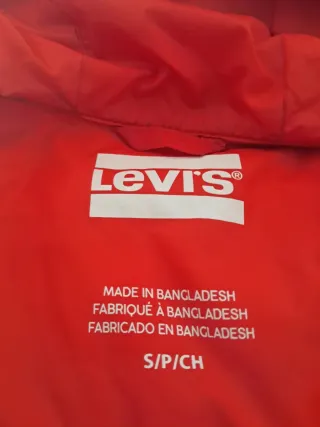 Levi's®
MADE IN BANGLADESH
FABRIQUÉ À BANGLADESH
FABRICADO EN BANGLADESH
S/P/CH